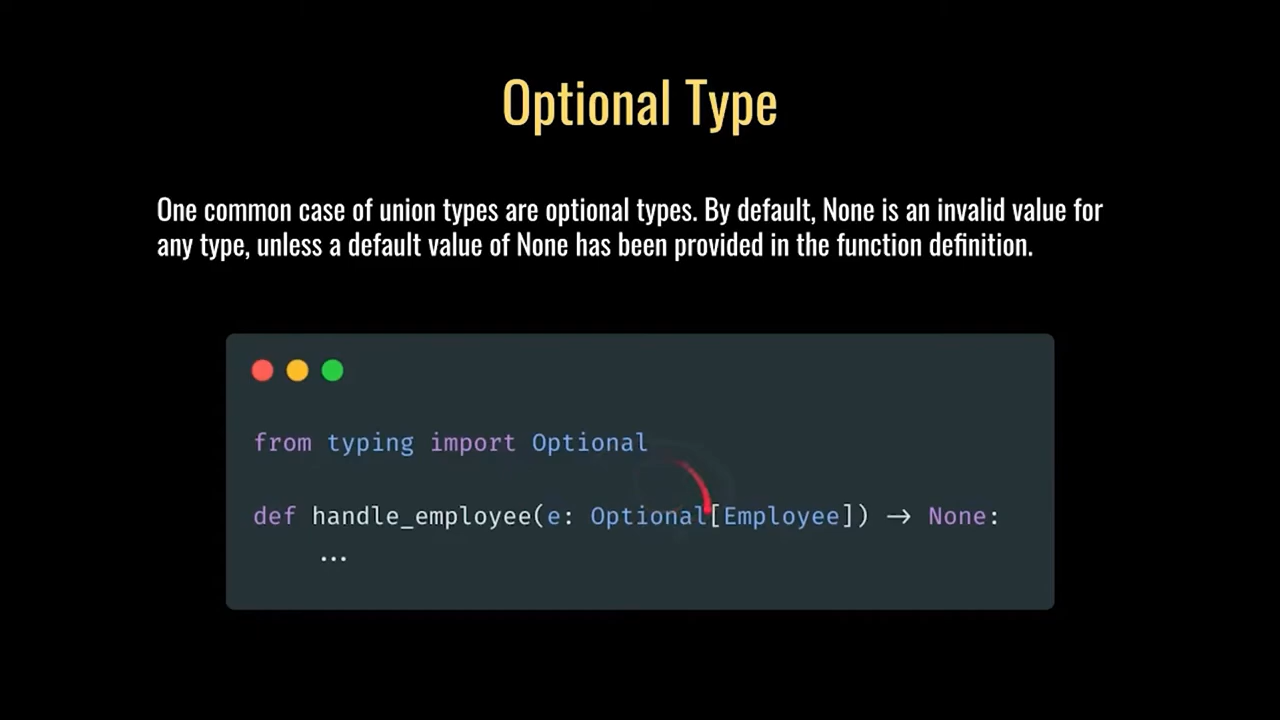 Optional Type
One common case of union types are optional types. By default, None is an invalid value for
any type, unless a default value of None has been provided in the function definition.
from typing import Optional
def handle_employee(e: Optional[Employee]) → None:
...